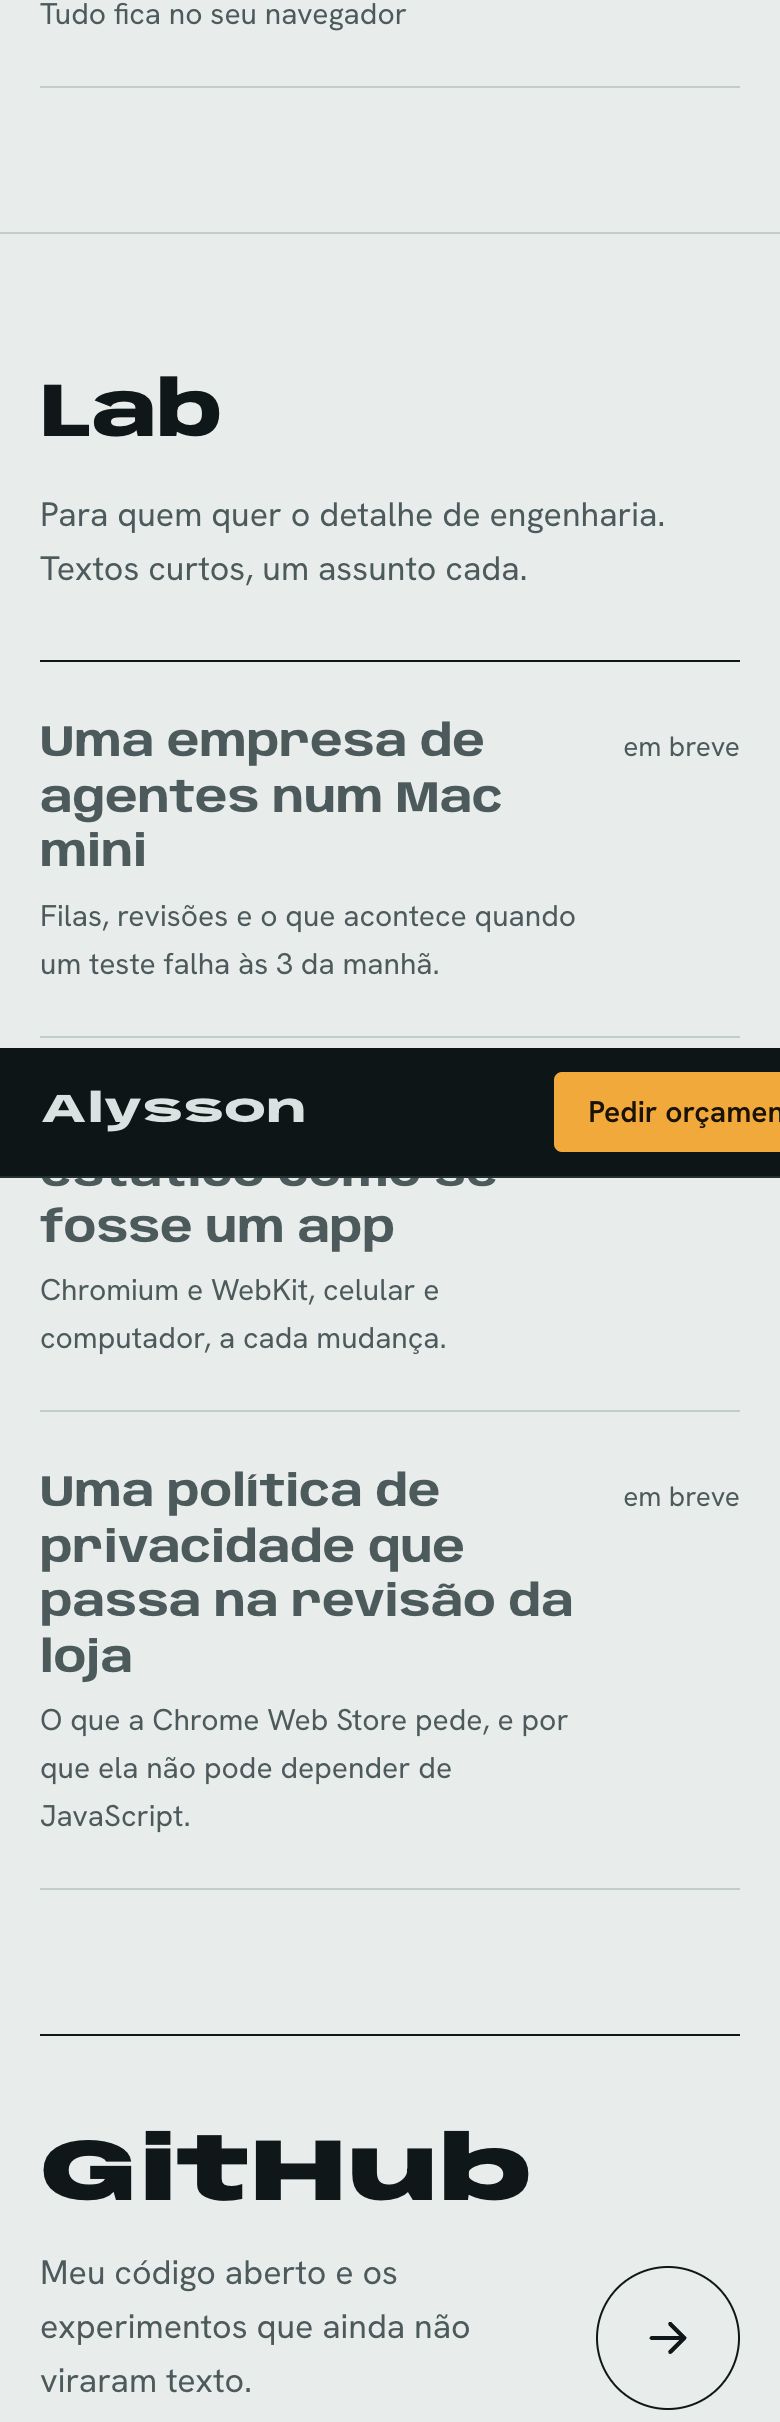 Tudo fica no seu navegador
Lab
Para quem quer o detalhe de engenharia.
Textos curtos, um assunto cada.
Uma empresa de
agentes num Mac
mini
em breve
Filas, revisões e o que acontece quando
um teste falha às 3 da manhã.
Alysson
Pedir orçamen
estático como se
fosse um app
Chromium e WebKit, celular e
computador, a cada mudança.
Uma política de
privacidade que
passa na revisão da
loja
em breve
O que a Chrome Web Store pede, e por
que ela não pode depender de
JavaScript.
GitHub
Meu código aberto e os
experimentos que ainda não
viraram texto.